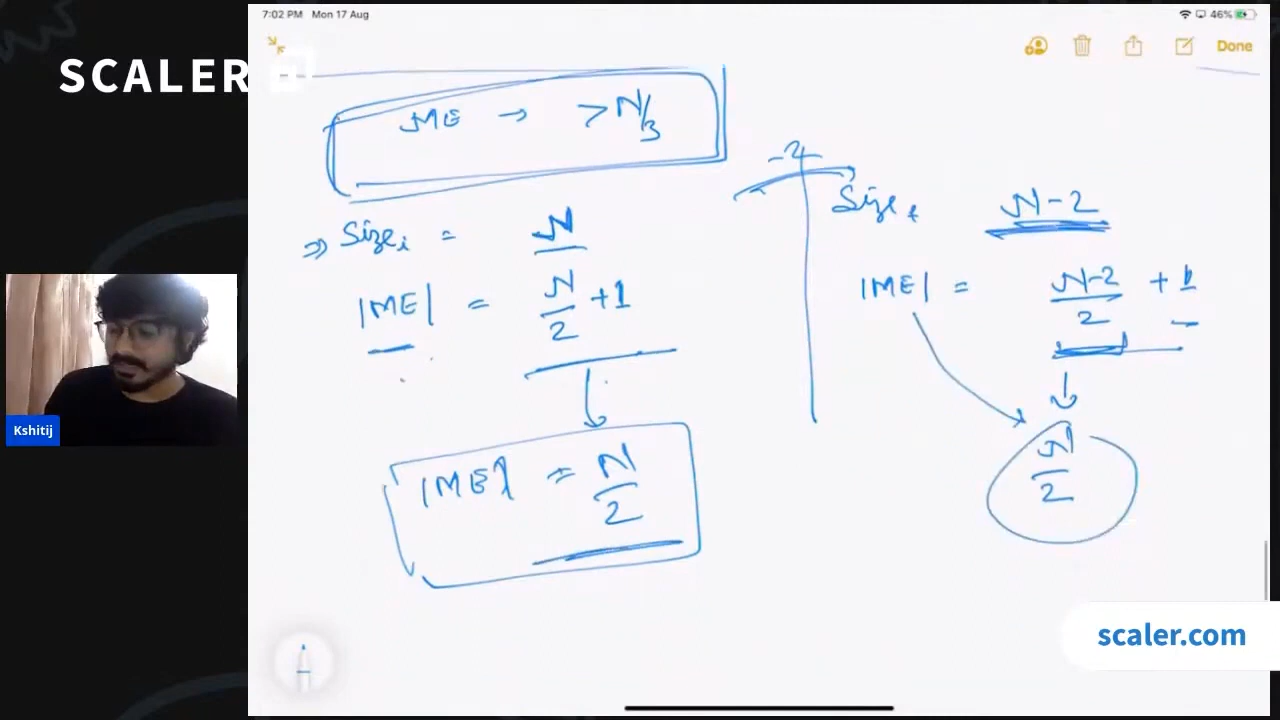 7:02 PM Mon 17 Aug
46%
SCALER
Done
ME → > N/3
-2
⇒ Sizei = N
|ME| = N/2 + 1
|ME| = N/2
Size N-2
|ME| = N-2/2 + 1
N/2
Kshitij
scaler.com